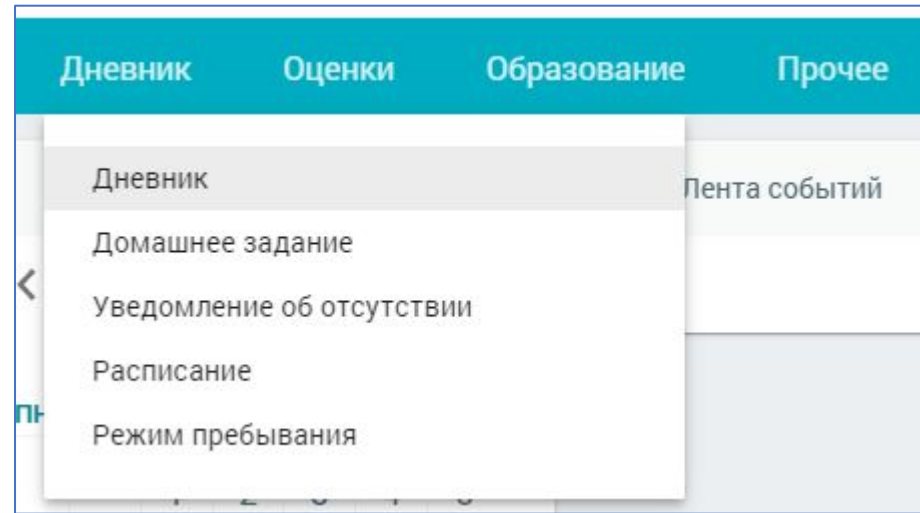 Дневник Оценки Образование Прочее
Дневник
Лента событий
Домашнее задание
Уведомление об отсутствии
Расписание
Режим пребывания